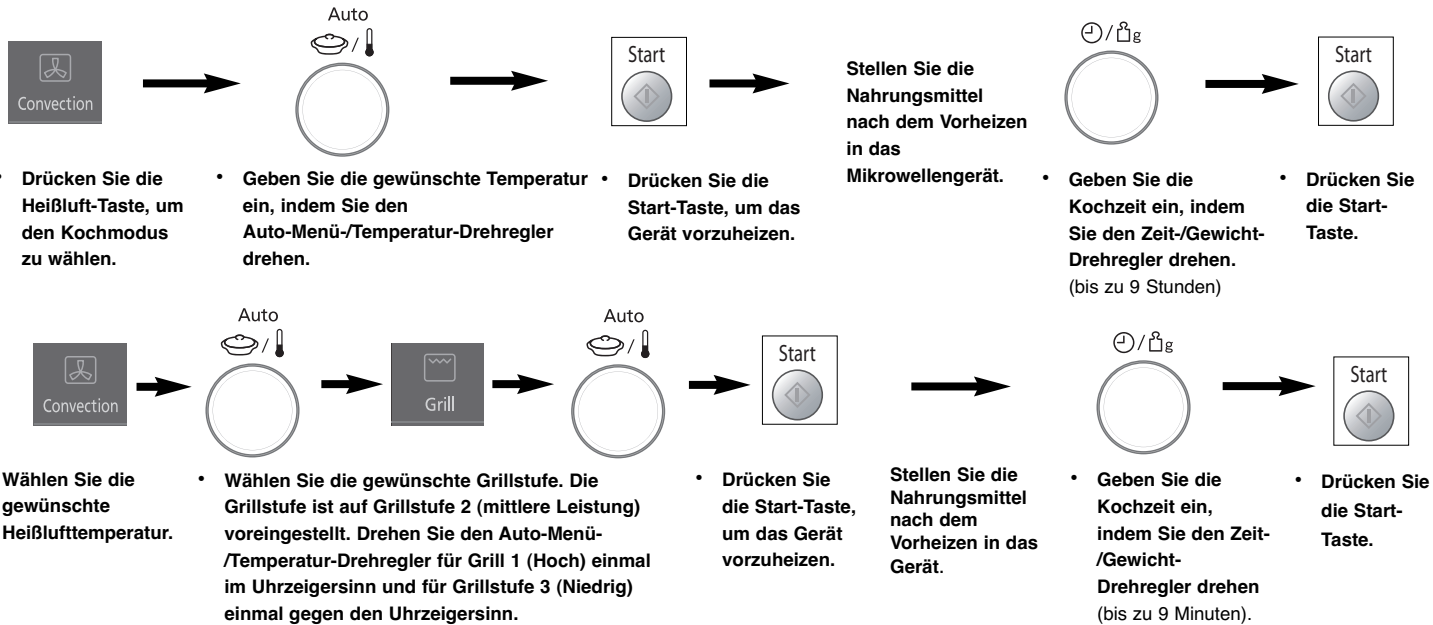 Auto
Convection
Start
Stellen Sie die
Nahrungsmittel
nach dem Vorheizen
in das
Mikrowellengerät.
/ g
Start
• Drücken Sie die
Heißluft-Taste, um
den Kochmodus
zu wählen.
• Geben Sie die gewünschte Temperatur
ein, indem Sie den
Auto-Menü-/Temperatur-Drehregler
drehen.
• Drücken Sie die
Start-Taste, um das
Gerät vorzuheizen.
• Geben Sie die
Kochzeit ein, indem
Sie den Zeit-/Gewicht-
Drehregler drehen.
(bis zu 9 Stunden)
• Drücken Sie
die Start-
Taste.
Convection
Auto
Grill
Auto
Start
/ g
Start
Wählen Sie die
gewünschte
Heißlufttemperatur.
• Wählen Sie die gewünschte Grillstufe. Die
Grillstufe ist auf Grillstufe 2 (mittlere Leistung)
voreingestellt. Drehen Sie den Auto-Menü-
/Temperatur-Drehregler für Grill 1 (Hoch) einmal
im Uhrzeigersinn und für Grillstufe 3 (Niedrig)
einmal gegen den Uhrzeigersinn.
• Drücken Sie
die Start-Taste,
um das Gerät
vorzuheizen.
Stellen Sie die
Nahrungsmittel
nach dem
Vorheizen in das
Gerät.
• Geben Sie die
Kochzeit ein,
indem Sie den Zeit-
/Gewicht-
Drehregler drehen
(bis zu 9 Minuten).
• Drücken Sie
die Start-
Taste.